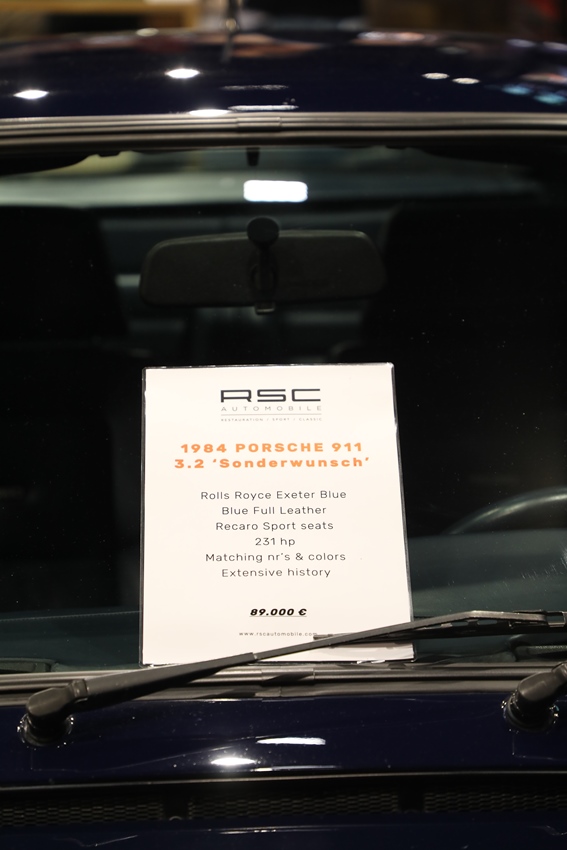 RSC
AUTOMOBILE
RESTAURATION • SPORT • CLASSIC
1984 PORSCHE 911
3.2 ‘Sonderwunsch’
Rolls Royce Exeter Blue
Blue Full Leather
Recaro Sport seats
231 hp
Matching nr's & colors
Extensive history
89.000 €
www.rscautomobile.com